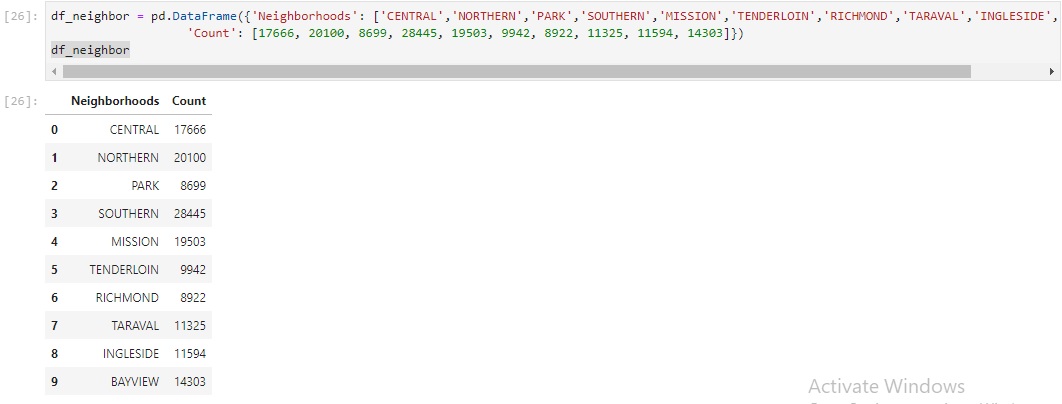 [26]: df_neighbor = pd.DataFrame({'Neighborhoods': ['CENTRAL','NORTHERN','PARK','SOUTHERN','MISSION','TENDERLOIN','RICHMOND','TARAVAL','INGLESIDE',
'Count': [17666, 20100, 8699, 28445, 19503, 9942, 8922, 11325, 11594, 14303]})
df_neighbor
[26]: Neighborhoods Count
0 CENTRAL 17666
1 NORTHERN 20100
2 PARK 8699
3 SOUTHERN 28445
4 MISSION 19503
5 TENDERLOIN 9942
6 RICHMOND 8922
7 TARAVAL 11325
8 INGLESIDE 11594
9 BAYVIEW 14303
Activate Windows